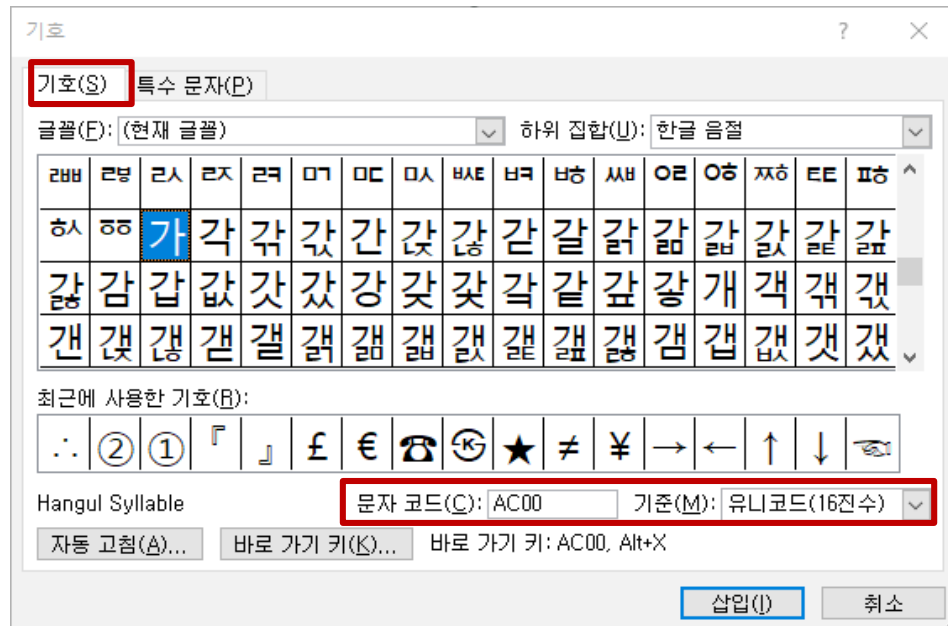 기호 ?
기호(S) 특수 문자(P)
글꼴(F): (현재 글꼴) 하위 집합(U): 한글 음절
가 각 갂 갃 간 갅 갆 갇 갈 갉 갊 갋 갌 갍 갎
갏 감 갑 값 갓 갔 강 갖 갗 갘 같 갚 갛 개 객 갞 갟
갠 갡 갢 갣 갤 갥 갦 갧 갨 갩 갪 갫 갬 갭 갮 갯 갰
최근에 사용한 기호(R):
∴ ② ① 『 』 £ € ☎ ㉿ ★ ≠ ¥ → ← ↑ ↓ ☜
Hangul Syllable 문자 코드(C): AC00 기준(M): 유니코드(16진수)
자동 고침(A)... 바로 가기 키(K)... 바로 가기 키: AC00, Alt+X
삽입(I) 취소